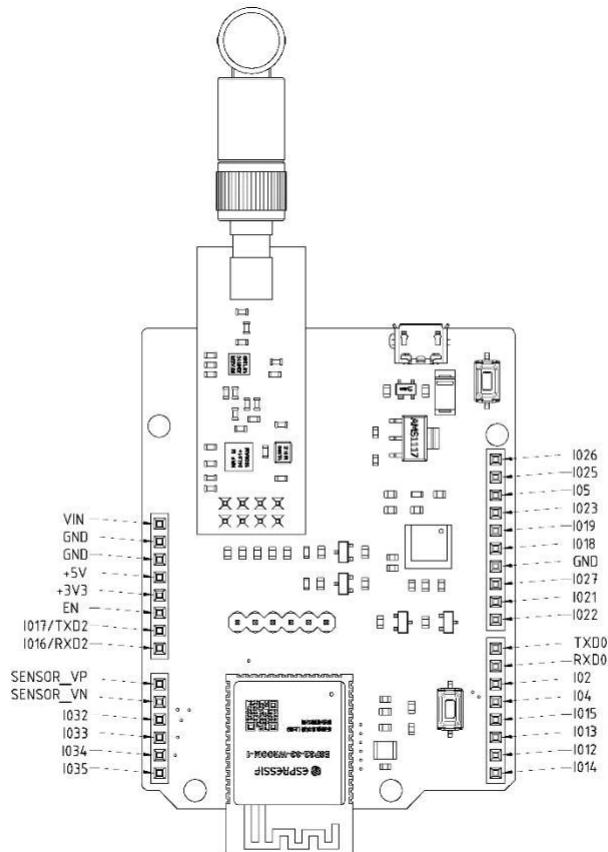 VIN
GND
GND
+5V
+3V3
EN
IO17/TXD2
IO16/RXD2
SENSOR_VP
SENSOR_VN
IO32
IO33
IO34
IO35
AMS1117
IO26
IO25
IO5
IO23
IO19
IO18
GND
IO27
IO21
IO22
TXD0
RXD0
IO2
IO4
IO15
IO13
IO12
IO14
ESPRESSIF